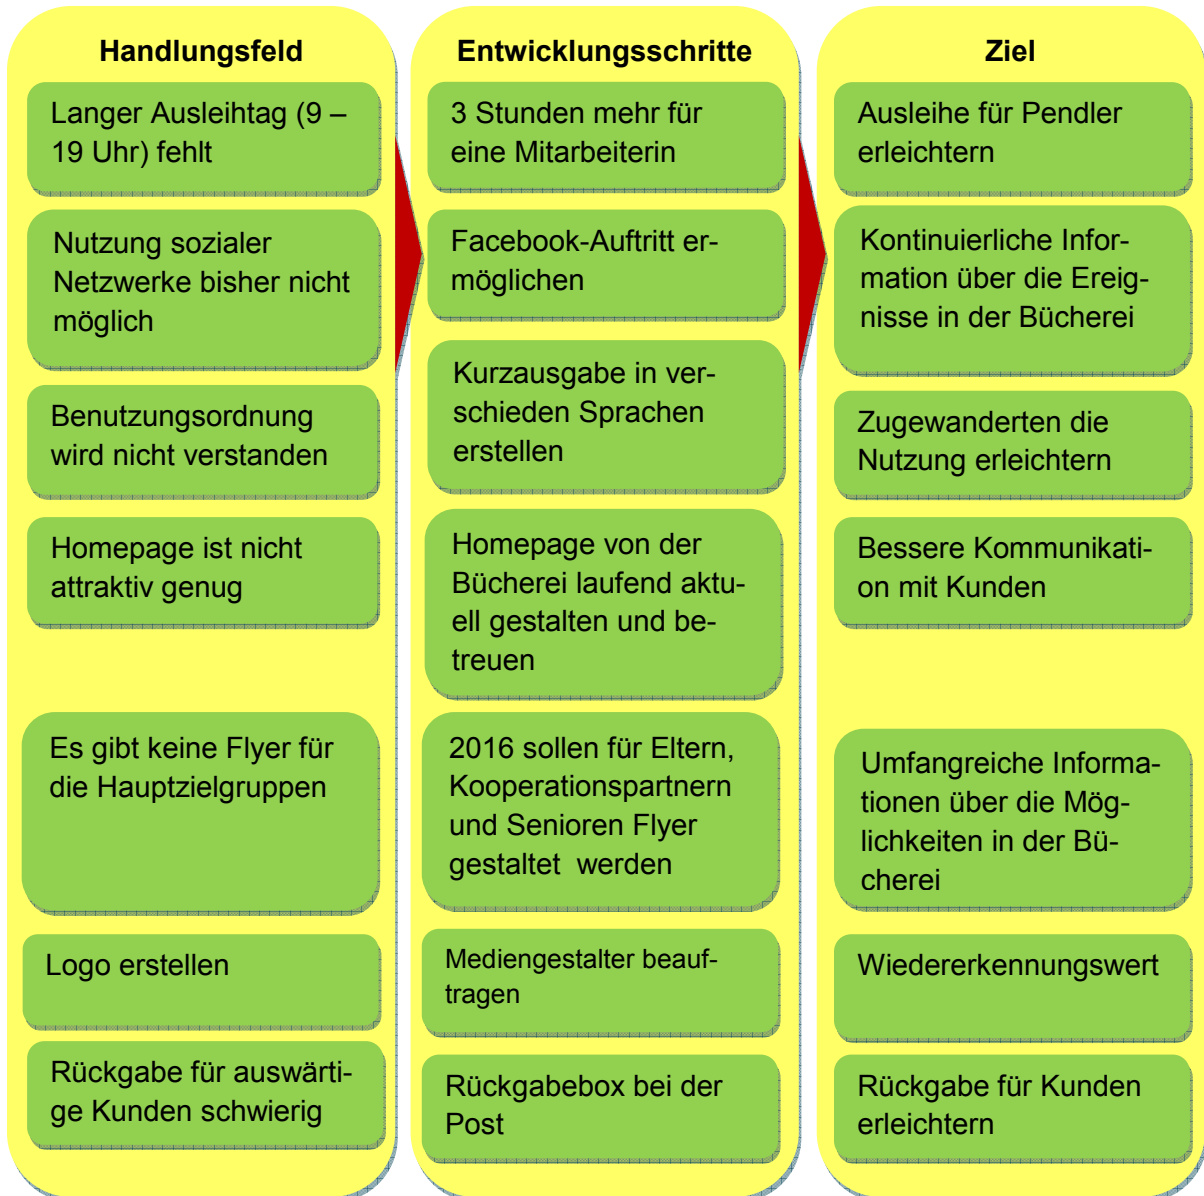 Handlungsfeld
Langer Ausleihtag (9 –
19 Uhr) fehlt
Nutzung sozialer
Netzwerke bisher nicht
möglich
Benutzungsordnung
wird nicht verstanden
Homepage ist nicht
attraktiv genug
Es gibt keine Flyer für
die Hauptzielgruppen
Logo erstellen
Rückgabe für auswärti-
ge Kunden schwierig
Entwicklungsschritte
3 Stunden mehr für
eine Mitarbeiterin
Facebook-Auftritt er-
möglichen
Kurzausgabe in ver-
schieden Sprachen
erstellen
Homepage von der
Bücherei laufend aktu-
ell gestalten und be-
treuen
2016 sollen für Eltern,
Kooperationspartnern
und Senioren Flyer
gestaltet  werden
Mediengestalter beauf-
tragen
Rückgabebox bei der
Post
Ziel
Ausleihe für Pendler
erleichtern
Kontinuierliche Infor-
mation über die Ereig-
nisse in der Bücherei
Zugewanderten die
Nutzung erleichtern
Bessere Kommunikati-
on mit Kunden
Umfangreiche Informa-
tionen über die Mög-
lichkeiten in der Bü-
cherei
Wiedererkennungswert
Rückgabe für Kunden
erleichtern